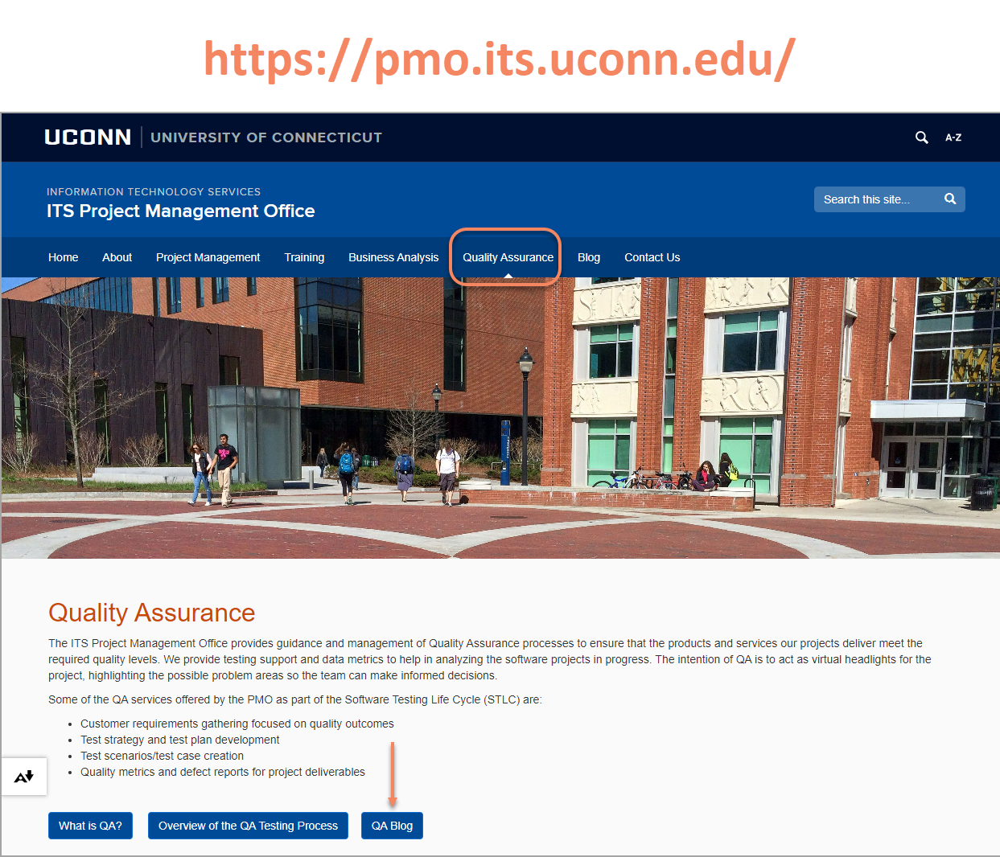 https://pmo.its.uconn.edu/
UCONN UNIVERSITY OF CONNECTICUT
A-Z
INFORMATION TECHNOLOGY SERVICES
ITS Project Management Office
Search this site...
Home About Project Management Training Business Analysis Quality Assurance Blog Contact Us
Quality Assurance
The ITS Project Management Office provides guidance and management of Quality Assurance processes to ensure that the products and services our projects deliver meet the
required quality levels. We provide testing support and data metrics to help in analyzing the software projects in progress. The intention of QA is to act as virtual headlights for the
project, highlighting the possible problem areas so the team can make informed decisions.
Some of the QA services offered by the PMO as part of the Software Testing Life Cycle (STLC) are:
• Customer requirements gathering focused on quality outcomes
• Test strategy and test plan development
• Test scenarios/test case creation
• Quality metrics and defect reports for project deliverables
What is QA? Overview of the QA Testing Process QA Blog